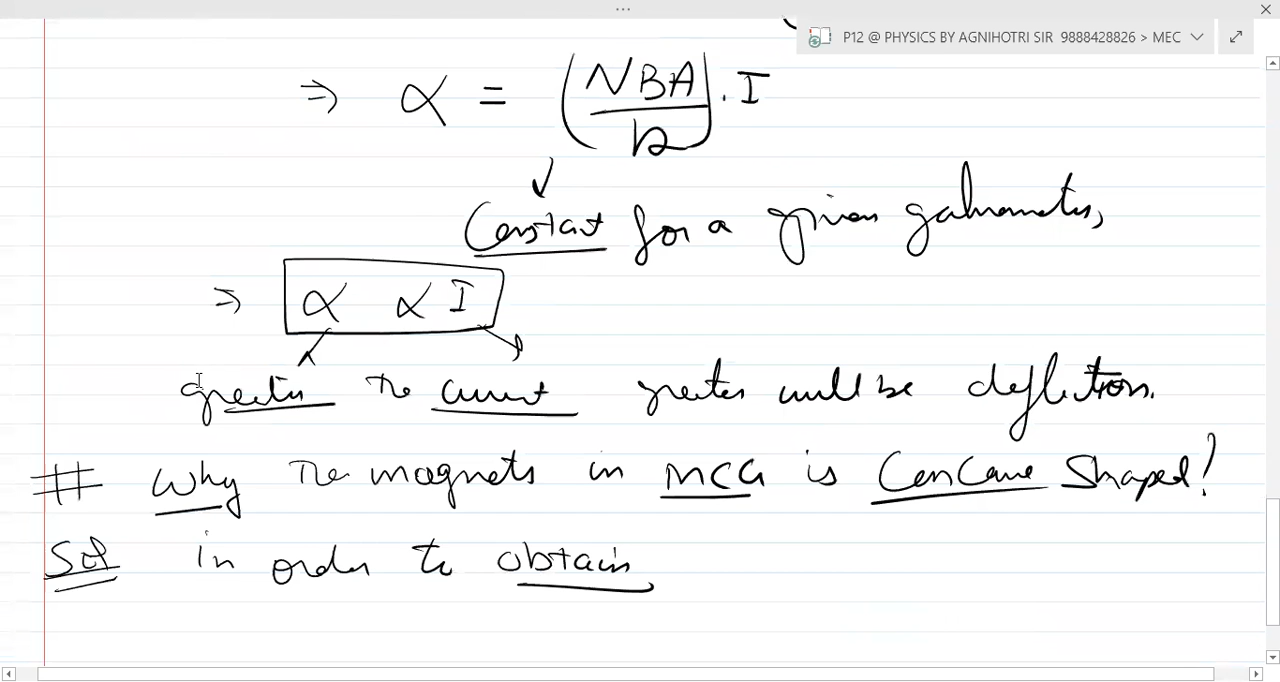 P12 @ PHYSICS BY AGNIHOTRI SIR 9888428826 > MEC
⇒ α = (NBA/k) . I
Constant for a given galvanometer,
⇒ α ∝ I
greater the current greater will be deflection.
# Why the magnets in MCG is Concave Shaped?
Sol in order to obtain